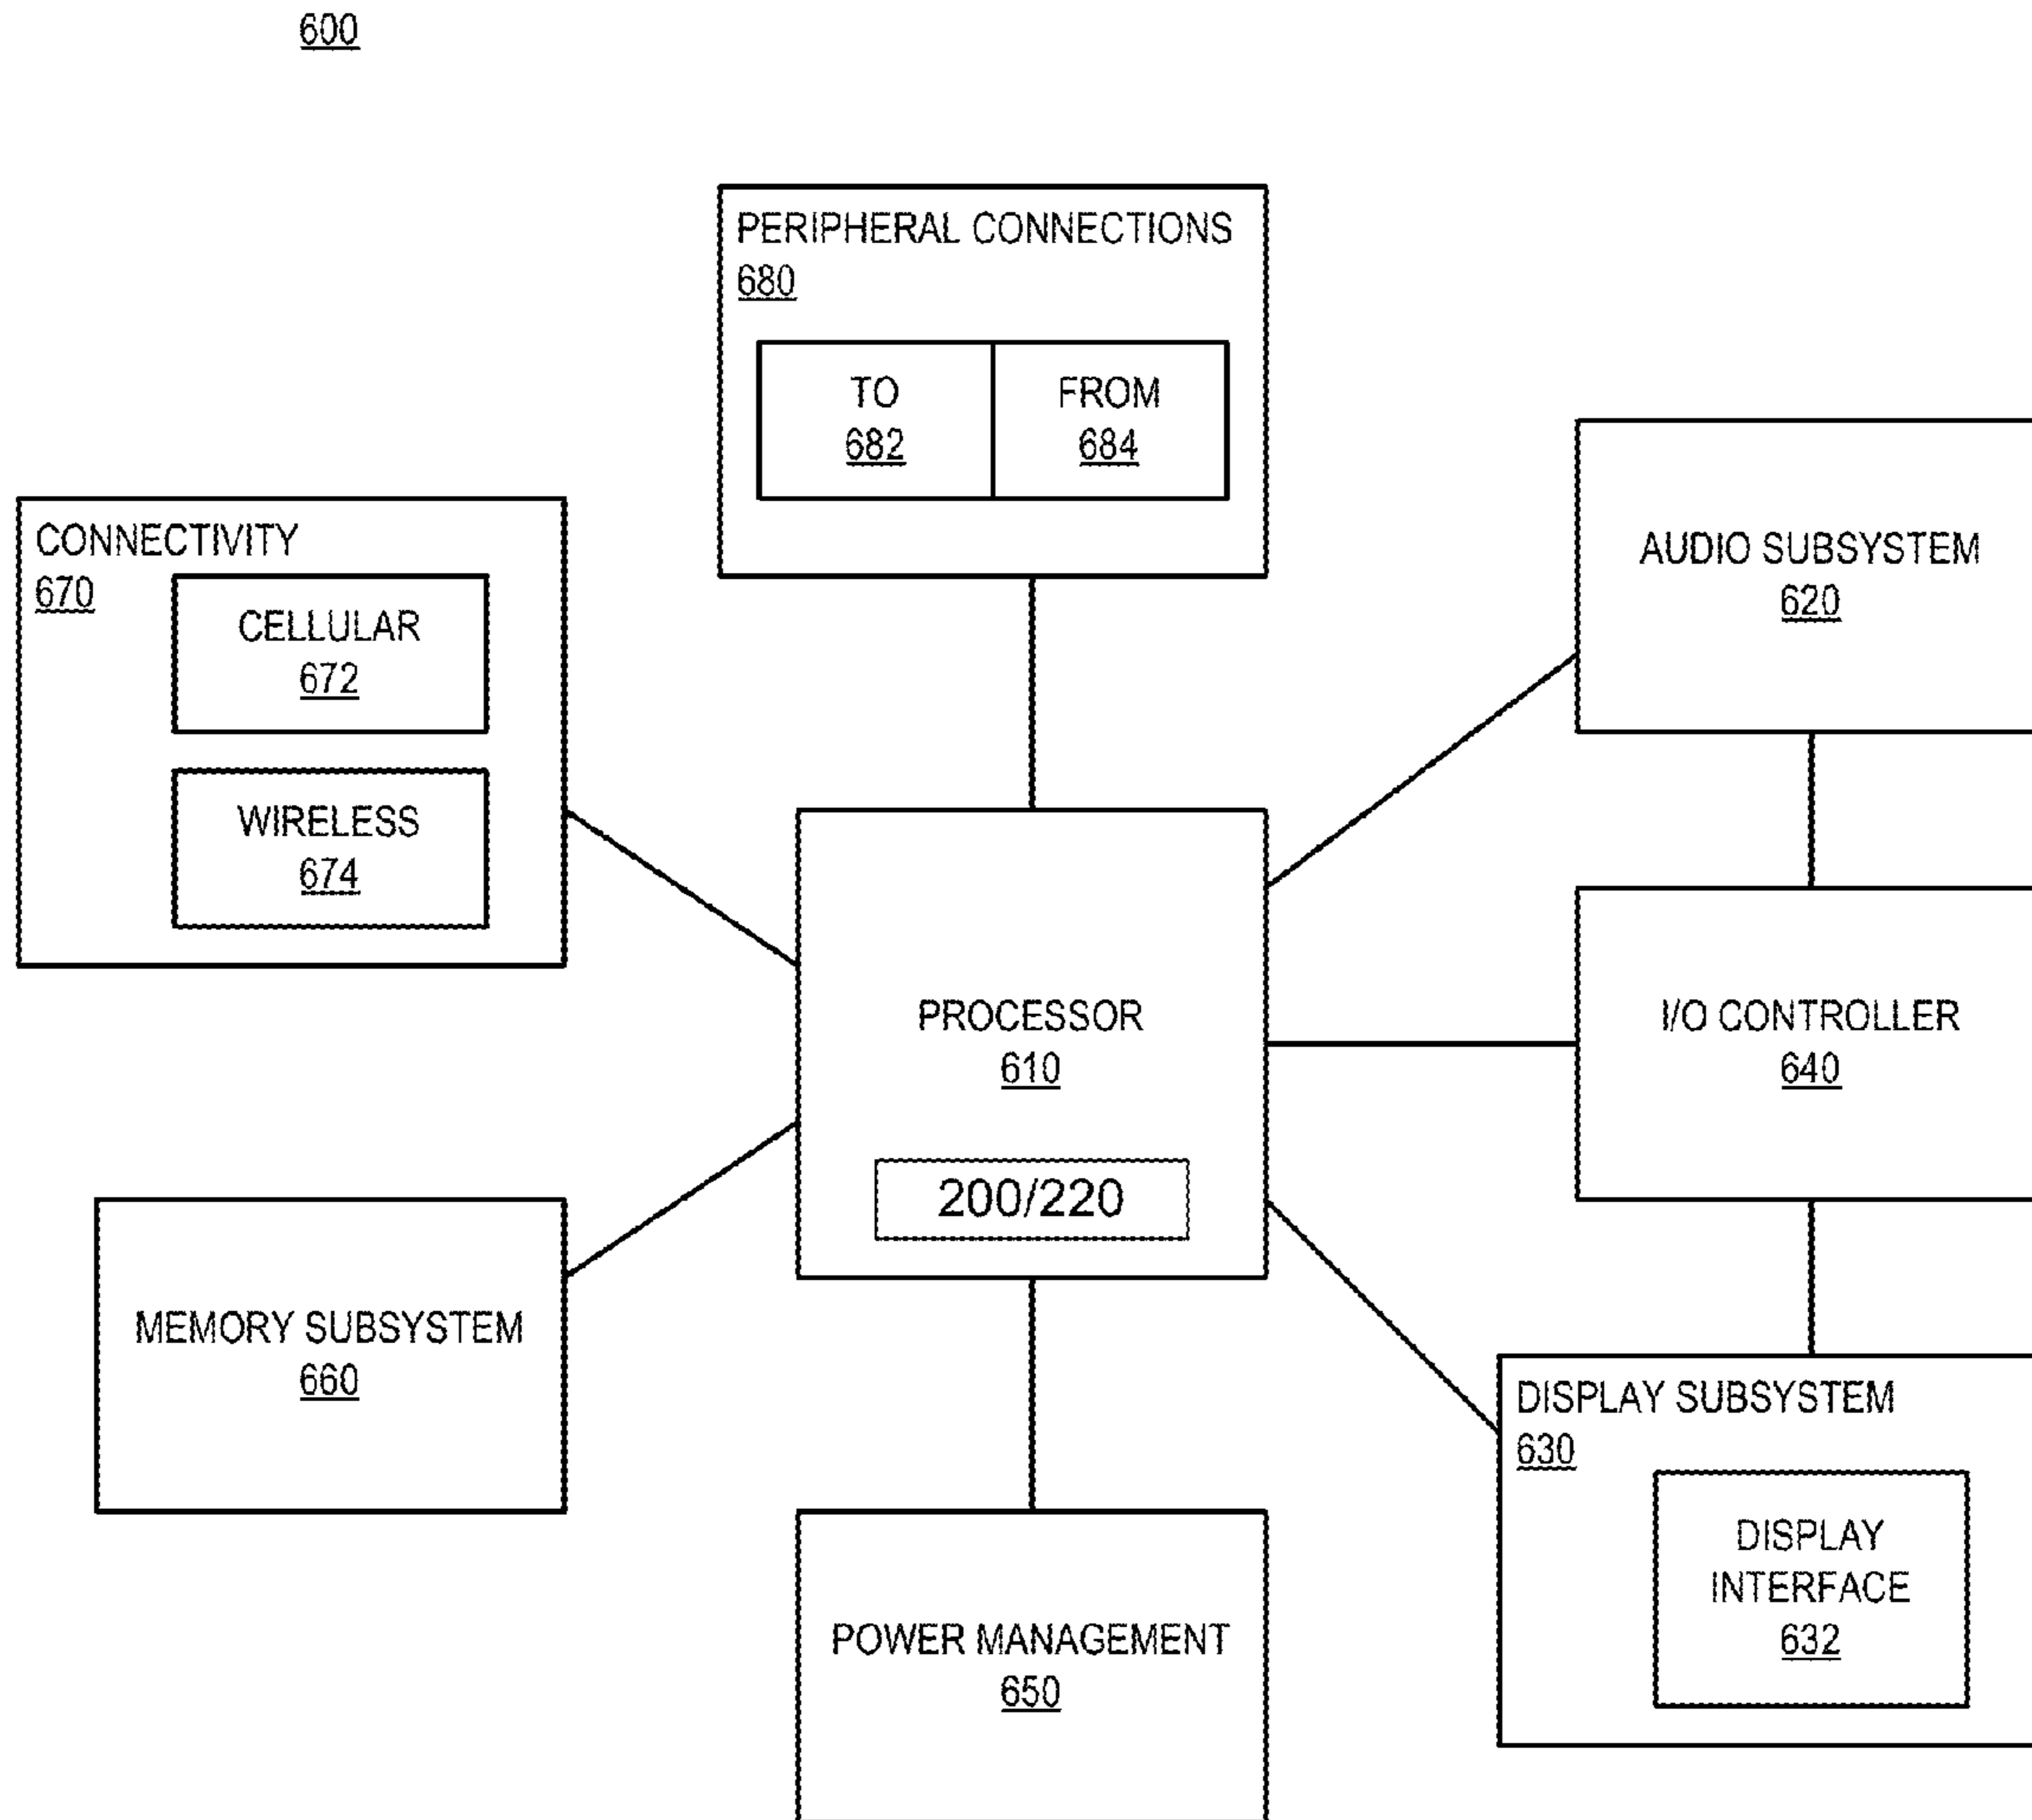 600
PERIPHERAL CONNECTIONS
680
TO
682
FROM
684
CONNECTIVITY
670
CELLULAR
672
WIRELESS
674
AUDIO SUBSYSTEM
620
PROCESSOR
610
200/220
I/O CONTROLLER
640
MEMORY SUBSYSTEM
660
DISPLAY SUBSYSTEM
630
DISPLAY
INTERFACE
632
POWER MANAGEMENT
650